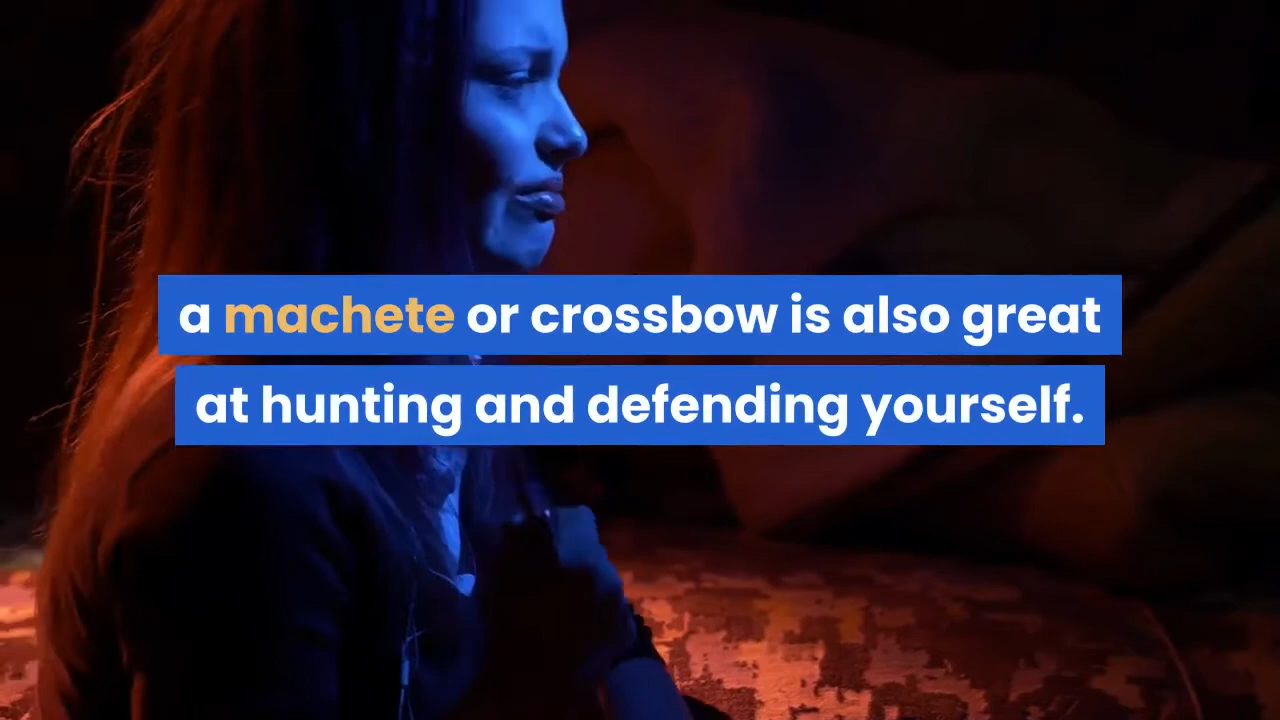 a machete or crossbow is also great
at hunting and defending yourself.